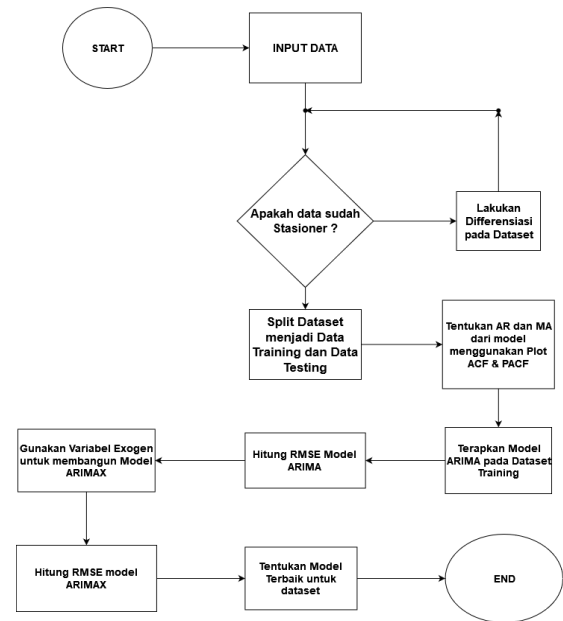 START
INPUT DATA
Apakah data sudah
Stasioner ?
Lakukan
Differensiasi
pada Dataset
Split Dataset
menjadi Data
Training dan Data
Testing
Tentukan AR dan MA
dari model
menggunakan Plot
ACF & PACF
Terapkan Model
ARIMA pada Dataset
Training
Hitung RMSE Model
ARIMA
Gunakan Variabel Exogen
untuk membangun Model
ARIMAX
Hitung RMSE model
ARIMAX
Tentukan Model
Terbaik untuk
dataset
END